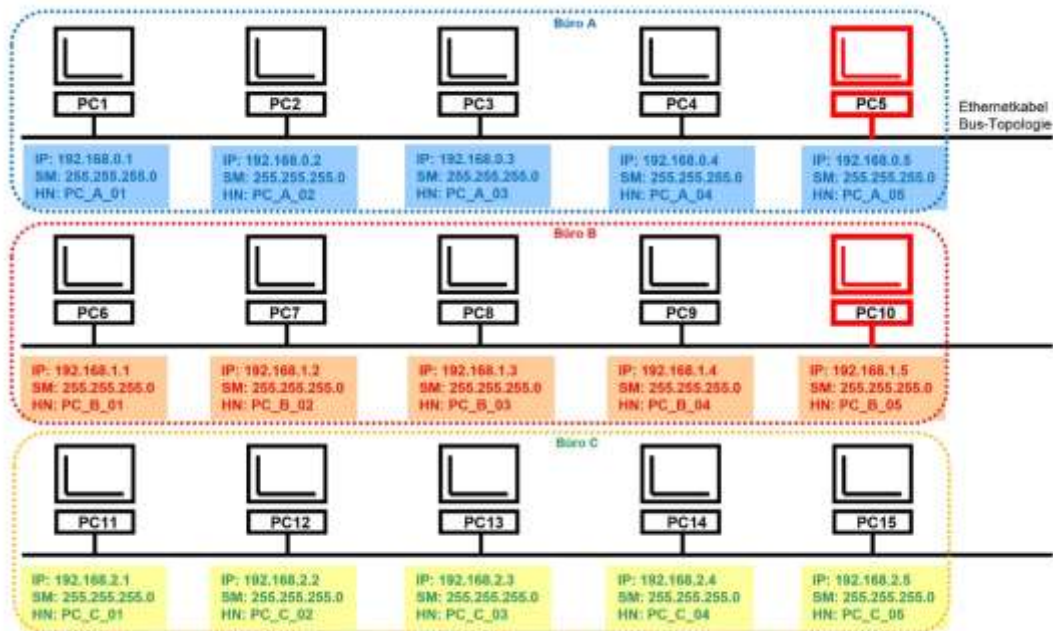 Büro A
PC1
PC2
PC3
PC4
PC5
Ethernetkabel
Bus-Topologie
IP: 192.168.0.1
SM: 255.255.255.0
HN: PC_A_01
IP: 192.168.0.2
SM: 255.255.255.0
HN: PC_A_02
IP: 192.168.0.3
SM: 255.255.255.0
HN: PC_A_03
IP: 192.168.0.4
SM: 255.255.255.0
HN: PC_A_04
IP: 192.168.0.5
SM: 255.255.255.0
HN: PC_A_05
Büro B
PC6
PC7
PC8
PC9
PC10
IP: 192.168.1.1
SM: 255.255.255.0
HN: PC_B_01
IP: 192.168.1.2
SM: 255.255.255.0
HN: PC_B_02
IP: 192.168.1.3
SM: 255.255.255.0
HN: PC_B_03
IP: 192.168.1.4
SM: 255.255.255.0
HN: PC_B_04
IP: 192.168.1.5
SM: 255.255.255.0
HN: PC_B_05
Büro C
PC11
PC12
PC13
PC14
PC15
IP: 192.168.2.1
SM: 255.255.255.0
HN: PC_C_01
IP: 192.168.2.2
SM: 255.255.255.0
HN: PC_C_02
IP: 192.168.2.3
SM: 255.255.255.0
HN: PC_C_03
IP: 192.168.2.4
SM: 255.255.255.0
HN: PC_C_04
IP: 192.168.2.5
SM: 255.255.255.0
HN: PC_C_05